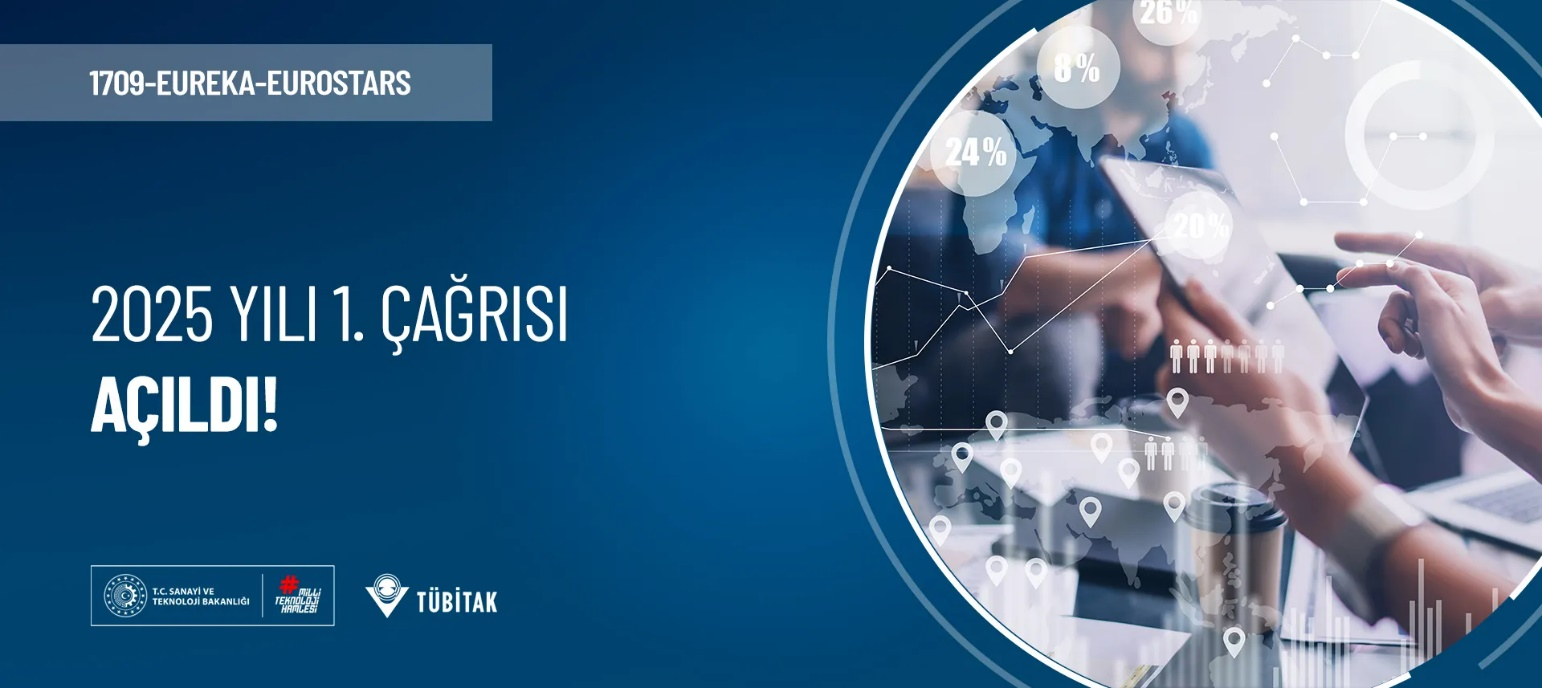 1709-EUREKA-EUROSTARS
2025 YILI 1. ÇAĞRISI
AÇILDI!
T.C. SANAYİ VE
TEKNOLOJİ BAKANLIĞI
#
MİLLİ
TEKNOLOJİ
HAMLESİ
TÜBİTAK
26%
8%
24%
20%